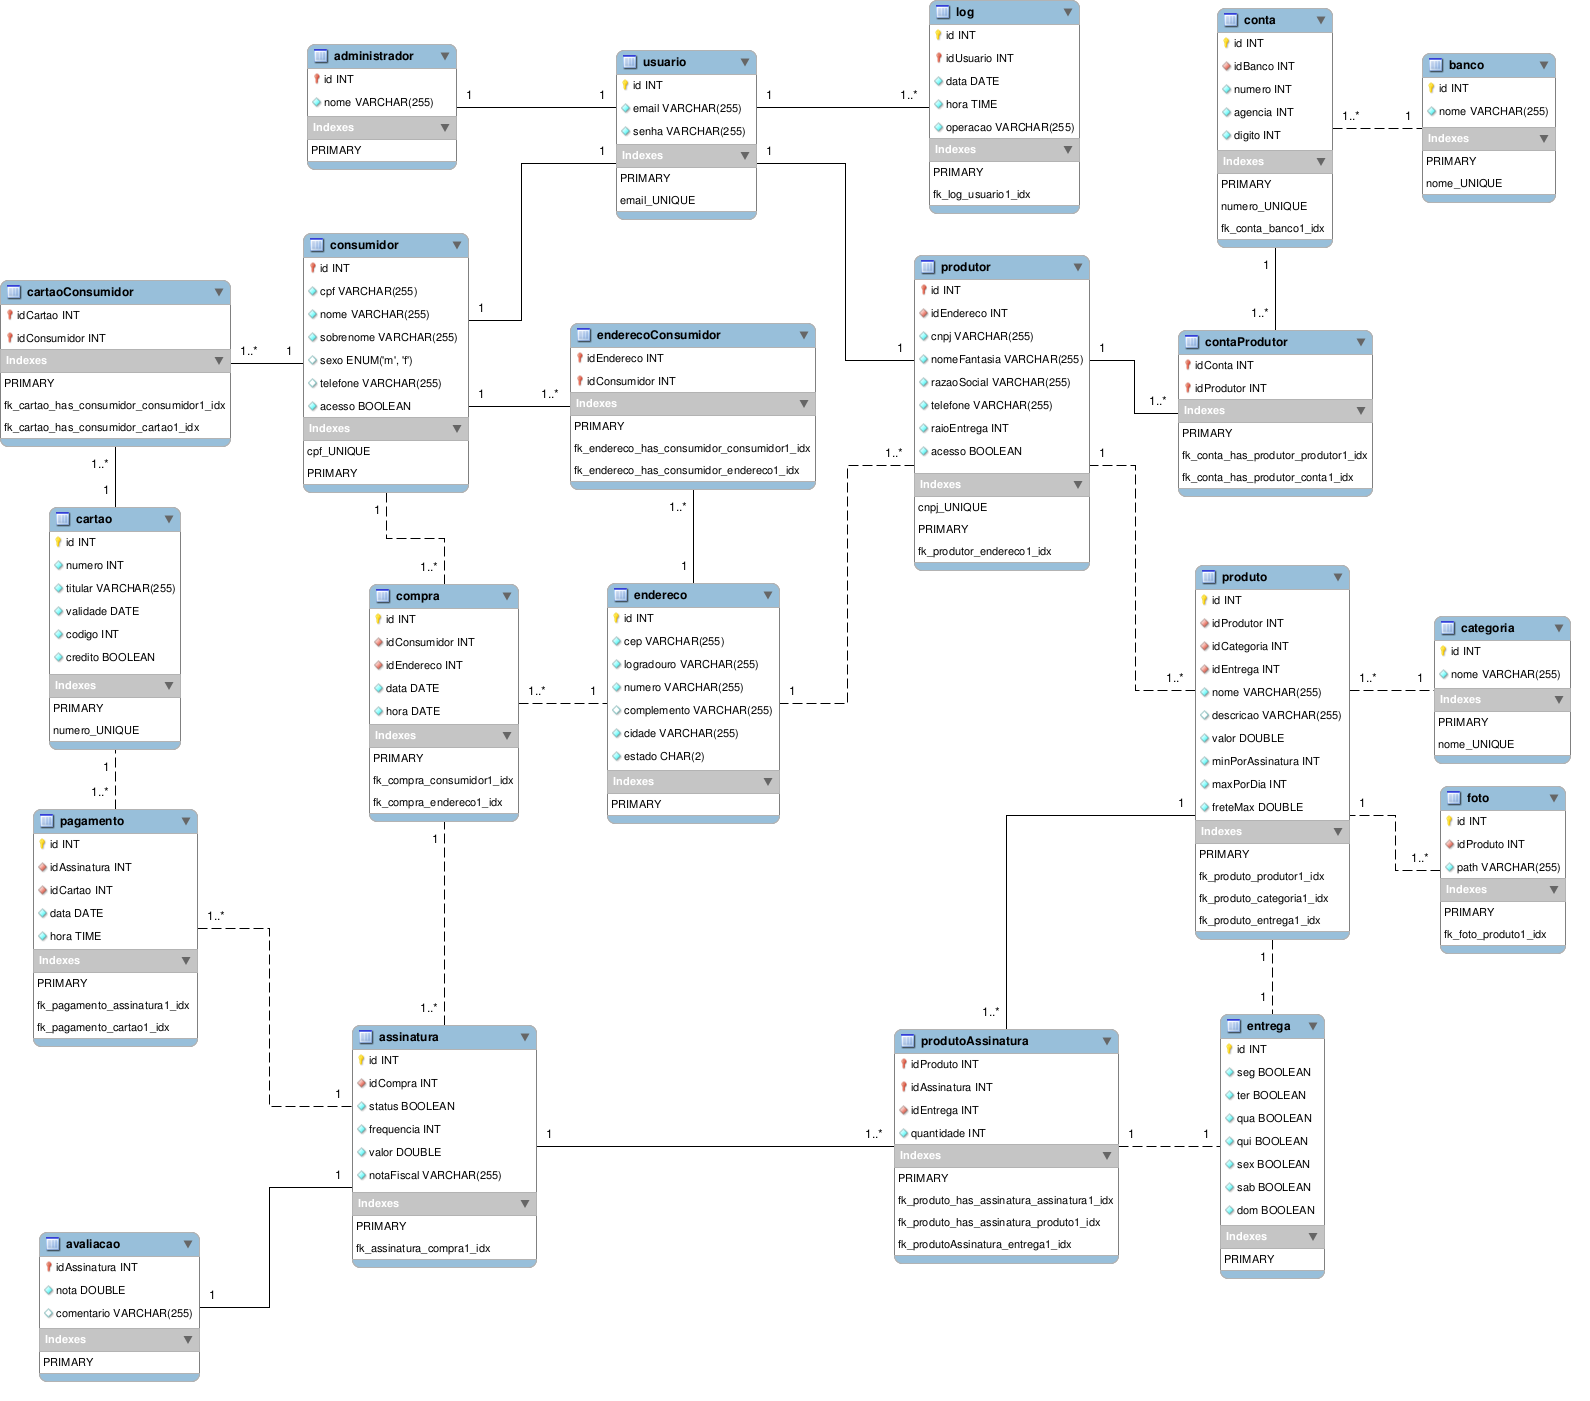 administrador
id INT
nome VARCHAR(255)
Indexes
PRIMARY
1
1
usuario
id INT
email VARCHAR(255)
senha VARCHAR(255)
Indexes
PRIMARY
email_UNIQUE
1
1..*
1
1
log
id INT
idUsuario INT
data DATE
hora TIME
operacao VARCHAR(255)
Indexes
PRIMARY
fk_log_usuario1_idx
conta
id INT
idBanco INT
numero INT
agencia INT
digito INT
Indexes
PRIMARY
numero_UNIQUE
fk_conta_banco1_idx
1..*
1
banco
id INT
nome VARCHAR(255)
Indexes
PRIMARY
nome_UNIQUE
1
1..*
cartaoConsumidor
idCartao INT
idConsumidor INT
Indexes
PRIMARY
fk_cartao_has_consumidor_consumidor1_idx
fk_cartao_has_consumidor_cartao1_idx
1..*
1
consumidor
id INT
cpf VARCHAR(255)
nome VARCHAR(255)
sobrenome VARCHAR(255)
sexo ENUM('m', 'f')
telefone VARCHAR(255)
acesso BOOLEAN
Indexes
cpf_UNIQUE
PRIMARY
1
1
1..*
enderecoConsumidor
idEndereco INT
idConsumidor INT
Indexes
PRIMARY
fk_endereco_has_consumidor_consumidor1_idx
fk_endereco_has_consumidor_endereco1_idx
1..*
1
produtor
id INT
idEndereco INT
cnpj VARCHAR(255)
nomeFantasia VARCHAR(255)
razaoSocial VARCHAR(255)
telefone VARCHAR(255)
raioEntrega INT
acesso BOOLEAN
Indexes
cnpj_UNIQUE
PRIMARY
fk_produtor_endereco1_idx
1
1..*
1
1..*
1
1..*
contaProdutor
idConta INT
idProdutor INT
Indexes
PRIMARY
fk_conta_has_produtor_produtor1_idx
fk_conta_has_produtor_conta1_idx
1..*
1
cartao
id INT
numero INT
titular VARCHAR(255)
validade DATE
codigo INT
credito BOOLEAN
Indexes
PRIMARY
numero_UNIQUE
1
1..*
1
1..*
compra
id INT
idConsumidor INT
idEndereco INT
data DATE
hora DATE
Indexes
PRIMARY
fk_compra_consumidor1_idx
fk_compra_endereco1_idx
1..*
1
endereco
id INT
cep VARCHAR(255)
logradouro VARCHAR(255)
numero VARCHAR(255)
complemento VARCHAR(255)
cidade VARCHAR(255)
estado CHAR(2)
Indexes
PRIMARY
1
produto
id INT
idProdutor INT
idCategoria INT
idEntrega INT
nome VARCHAR(255)
descricao VARCHAR(255)
valor DOUBLE
minPorAssinatura INT
maxPorDia INT
freteMax DOUBLE
Indexes
PRIMARY
fk_produto_produtor1_idx
fk_produto_categoria1_idx
fk_produto_entrega1_idx
1..*
1
categoria
id INT
nome VARCHAR(255)
Indexes
PRIMARY
nome_UNIQUE
1
1
1..*
foto
id INT
idProduto INT
path VARCHAR(255)
Indexes
PRIMARY
fk_foto_produto1_idx
pagamento
id INT
idAssinatura INT
idCartao INT
data DATE
hora TIME
Indexes
PRIMARY
fk_pagamento_assinatura1_idx
fk_pagamento_cartao1_idx
1..*
1
1
1..*
assinatura
id INT
idCompra INT
status BOOLEAN
frequencia INT
valor DOUBLE
notaFiscal VARCHAR(255)
Indexes
PRIMARY
fk_assinatura_compra1_idx
1
1..*
1..*
produtoAssinatura
idProduto INT
idAssinatura INT
idEntrega INT
quantidade INT
Indexes
PRIMARY
fk_produto_has_assinatura_assinatura1_idx
fk_produto_has_assinatura_produto1_idx
fk_produtoAssinatura_entrega1_idx
1
1
1
1
entrega
id INT
seg BOOLEAN
ter BOOLEAN
qua BOOLEAN
qui BOOLEAN
sex BOOLEAN
sab BOOLEAN
dom BOOLEAN
Indexes
PRIMARY
1
1
avaliacao
idAssinatura INT
nota DOUBLE
comentario VARCHAR(255)
Indexes
PRIMARY